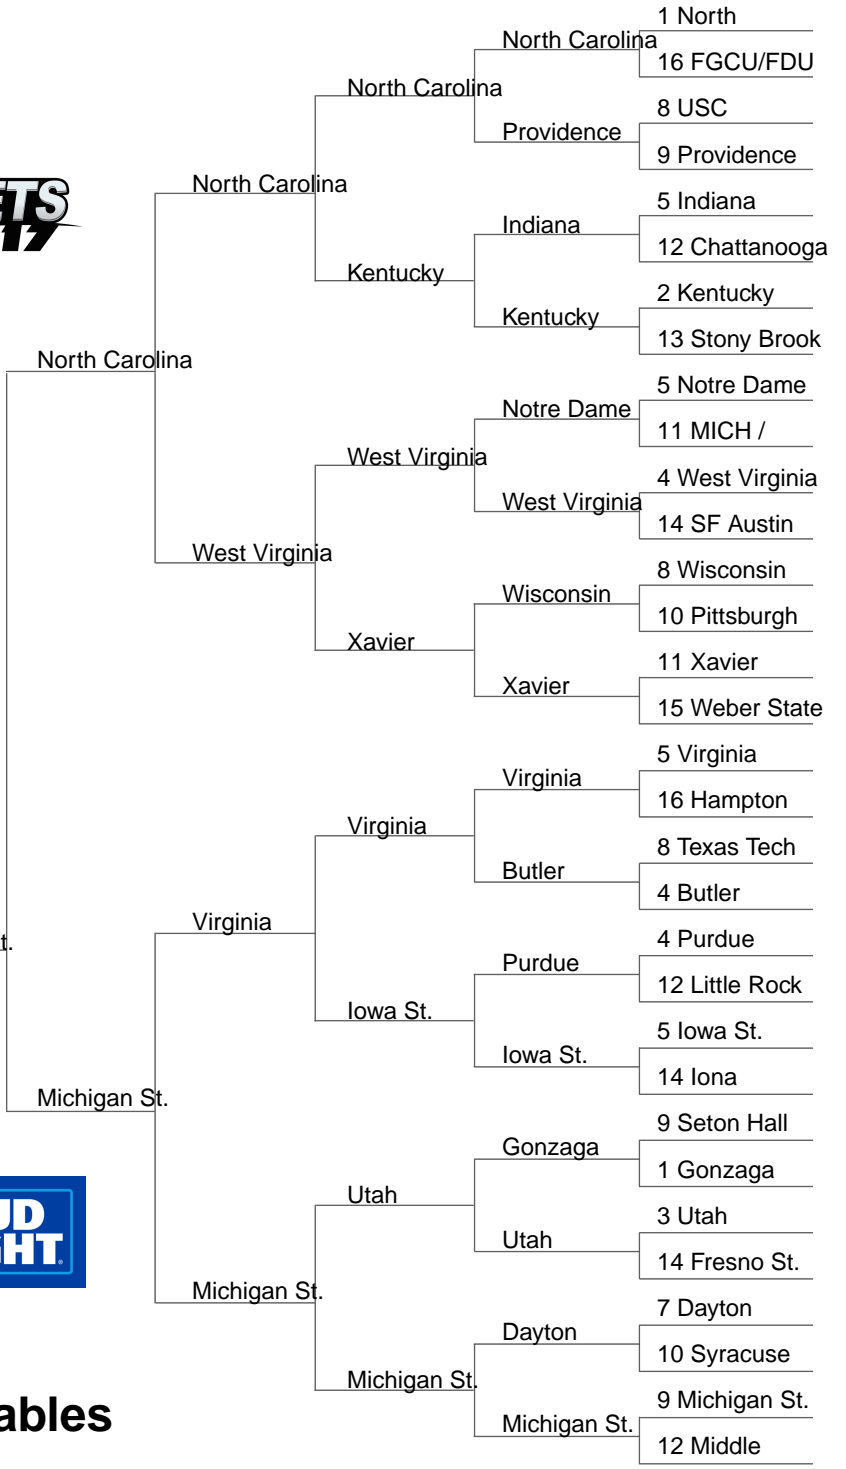 1 North
North Carolina
16 FGCU/FDU
North Carolina
8 USC
Providence
9 Providence
North Carolina
5 Indiana
Indiana
12 Chattanooga
Kentucky
2 Kentucky
Kentucky
13 Stony Brook
North Carolina
5 Notre Dame
Notre Dame
11 MICH /
West Virginia
4 West Virginia
West Virginia
14 SF Austin
West Virginia
8 Wisconsin
Wisconsin
10 Pittsburgh
Xavier
11 Xavier
Xavier
15 Weber State
5 Virginia
Virginia
16 Hampton
Virginia
8 Texas Tech
Butler
4 Butler
Virginia
4 Purdue
Purdue
12 Little Rock
Iowa St.
5 Iowa St.
Iowa St.
14 Iona
Michigan St.
9 Seton Hall
Gonzaga
1 Gonzaga
Utah
3 Utah
Utah
14 Fresno St.
Michigan St.
7 Dayton
Dayton
10 Syracuse
Michigan St.
9 Michigan St.
Michigan St.
12 Middle
ETS
17
t.
UD
GHT
ables